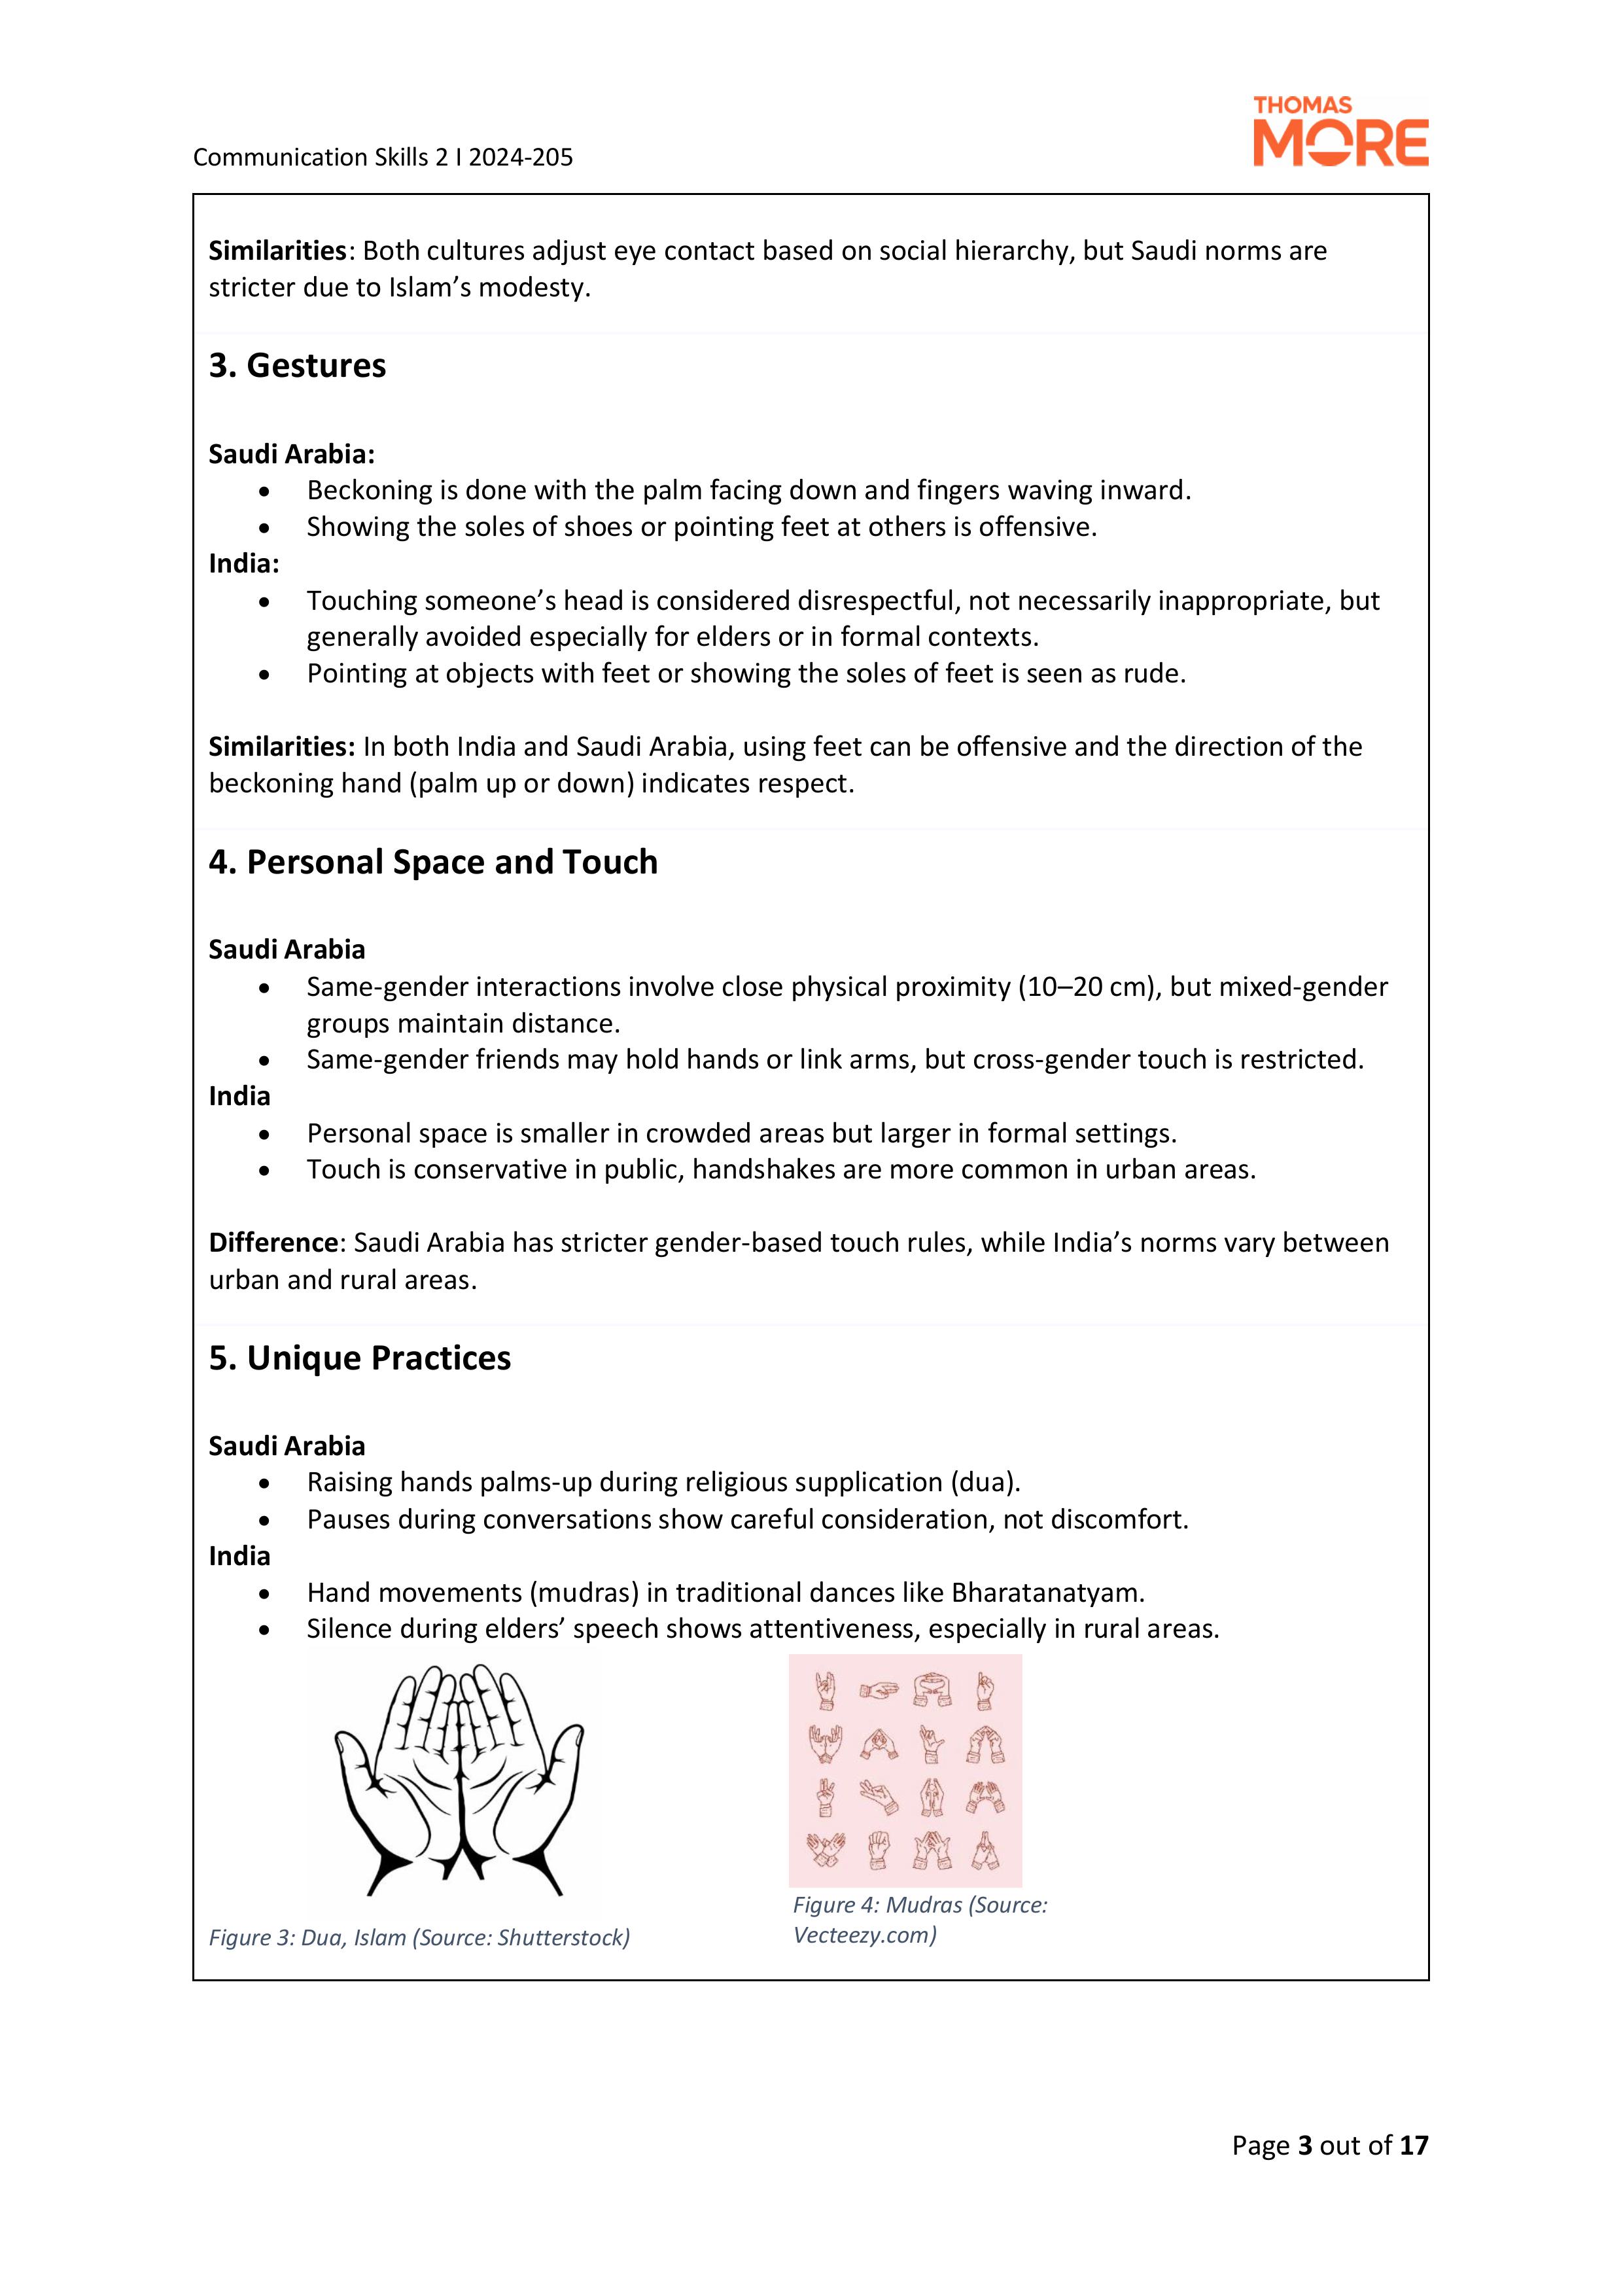 THOMAS
MORE
Communication Skills 2 I 2024-205
Similarities: Both cultures adjust eye contact based on social hierarchy, but Saudi norms are
stricter due to Islam’s modesty.
3. Gestures
Saudi Arabia:
• Beckoning is done with the palm facing down and fingers waving inward.
• Showing the soles of shoes or pointing feet at others is offensive.
India:
• Touching someone’s head is considered disrespectful, not necessarily inappropriate, but
generally avoided especially for elders or in formal contexts.
• Pointing at objects with feet or showing the soles of feet is seen as rude.
Similarities: In both India and Saudi Arabia, using feet can be offensive and the direction of the
beckoning hand (palm up or down) indicates respect.
4. Personal Space and Touch
Saudi Arabia
• Same-gender interactions involve close physical proximity (10–20 cm), but mixed-gender
groups maintain distance.
• Same-gender friends may hold hands or link arms, but cross-gender touch is restricted.
India
• Personal space is smaller in crowded areas but larger in formal settings.
• Touch is conservative in public, handshakes are more common in urban areas.
Difference: Saudi Arabia has stricter gender-based touch rules, while India’s norms vary between
urban and rural areas.
5. Unique Practices
Saudi Arabia
• Raising hands palms-up during religious supplication (dua).
• Pauses during conversations show careful consideration, not discomfort.
India
• Hand movements (mudras) in traditional dances like Bharatanatyam.
• Silence during elders’ speech shows attentiveness, especially in rural areas.
Figure 3: Dua, Islam (Source: Shutterstock)
Figure 4: Mudras (Source:
Vecteezy.com)
Page 3 out of 17